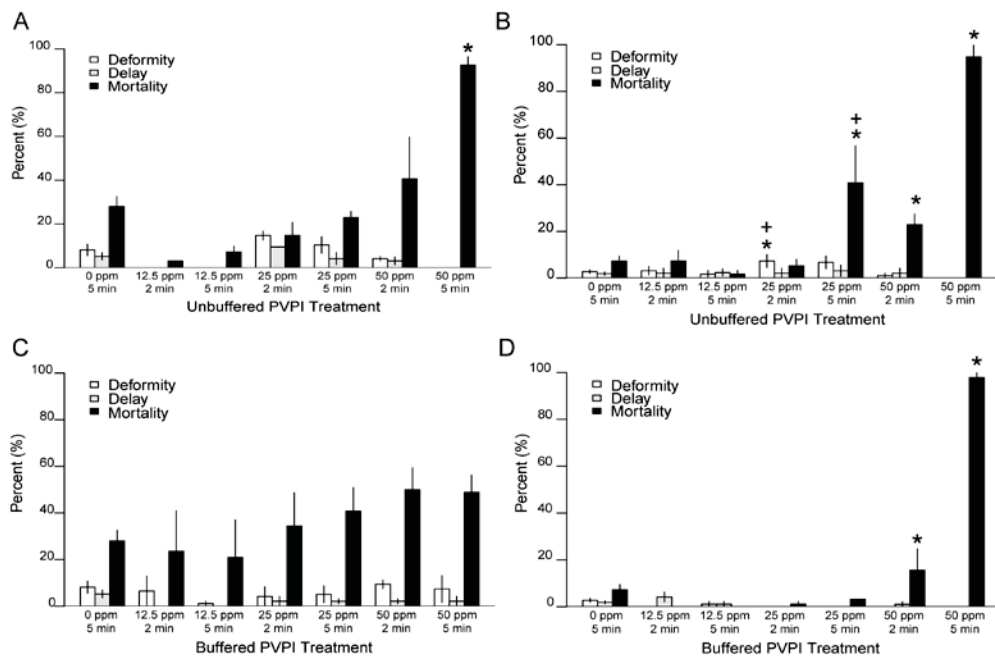 A
Deformity
Delay
Mortality
*
100
80
60
40
20
0
Percent (%)
0 ppm 12.5 ppm 12.5 ppm 25 ppm 25 ppm 50 ppm 50 ppm
5 min 2 min 5 min 2 min 5 min 2 min 5 min
Unbuffered PVPI Treatment
B
Deformity
Delay
Mortality
+
*
+
*
*
*
100
80
60
40
20
0
Percent (%)
0 ppm 12.5 ppm 12.5 ppm 25 ppm 25 ppm 50 ppm 50 ppm
5 min 2 min 5 min 2 min 5 min 2 min 5 min
Unbuffered PVPI Treatment
C
Deformity
Delay
Mortality
100
80
60
40
20
0
Percent (%)
0 ppm 12.5 ppm 12.5 ppm 25 ppm 25 ppm 50 ppm 50 ppm
5 min 2 min 5 min 2 min 5 min 2 min 5 min
Buffered PVPI Treatment
D
Deformity
Delay
Mortality
*
*
100
80
60
40
20
0
Percent (%)
0 ppm 12.5 ppm 12.5 ppm 25 ppm 25 ppm 50 ppm 50 ppm
5 min 2 min 5 min 2 min 5 min 2 min 5 min
Buffered PVPI Treatment